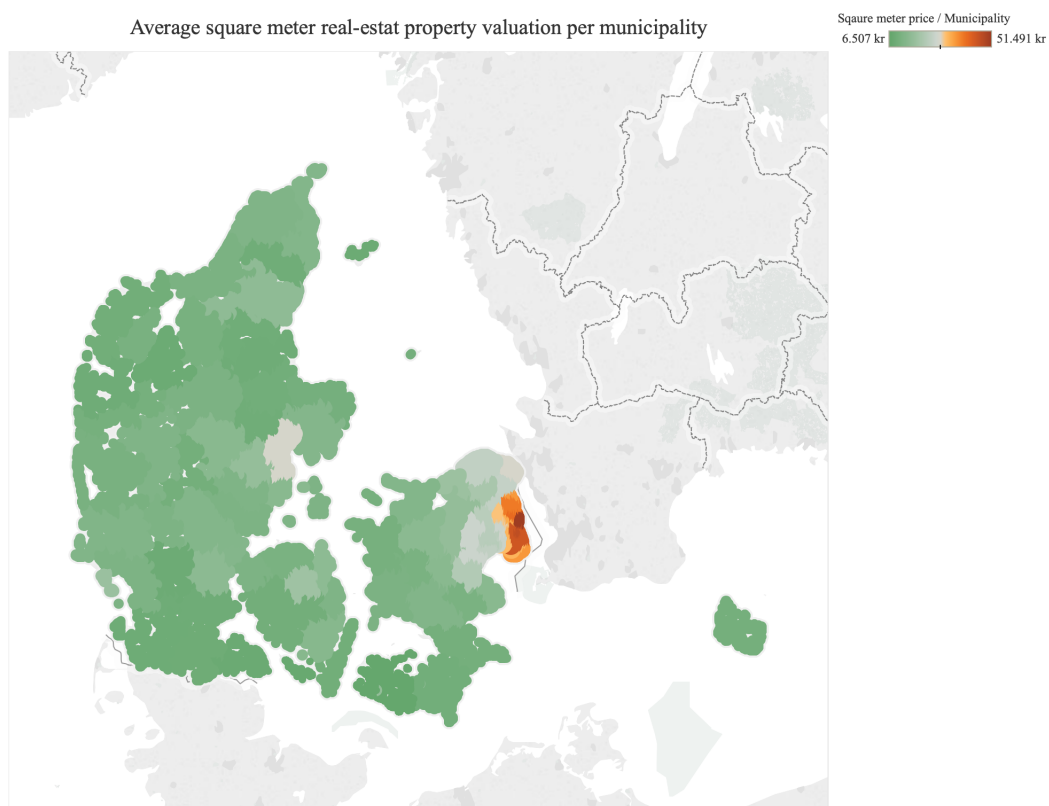 Average square meter real-estat property valuation per municipality
Sqaure meter price / Municipality
6.507 kr 51.491 kr